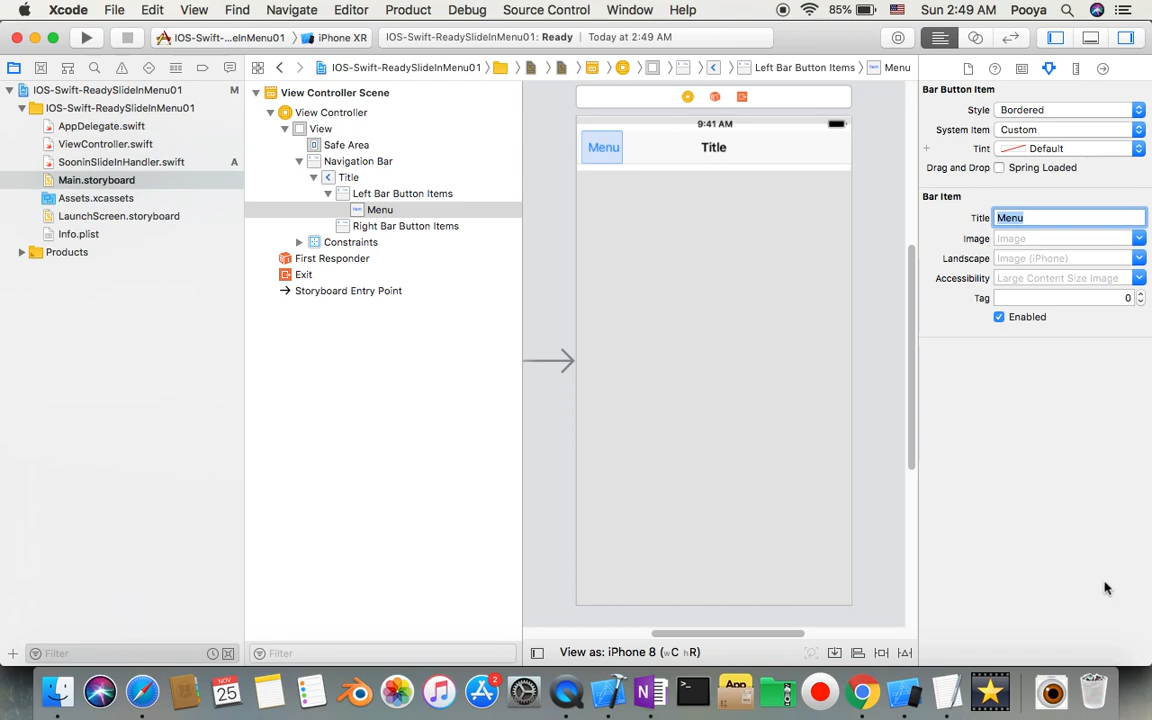 Xcode File Edit View Find Navigate Editor Product Debug Source Control Window Help 85% Sun 2:49 AM Pooya
IOS-Swift-...eInMenu01 iPhone XR IOS-Swift-ReadySlideInMenu01: Ready Today at 2:49 AM
IOS-Swift-ReadySlideInMenu01 Left Bar Button Items Menu
IOS-Swift-ReadySlideInMenu01 M
IOS-Swift-ReadySlideInMenu01
AppDelegate.swift
ViewController.swift
SooninSlideInHandler.swift A
Main.storyboard
Assets.xcassets
LaunchScreen.storyboard
Info.plist
Products
Filter
View Controller Scene
View Controller
View
Safe Area
Navigation Bar
Title
Left Bar Button Items
Menu
Right Bar Button Items
Constraints
First Responder
Exit
Storyboard Entry Point
Filter
9:41 AM
Menu Title
View as: iPhone 8 (wC hR)
Bar Button Item
Style Bordered
System Item Custom
Tint Default
Drag and Drop Spring Loaded
Bar Item
Title Menu
Image Image
Landscape Image (iPhone)
Accessibility Large Content Size Image
Tag 0
Enabled
NOV
25
2
App